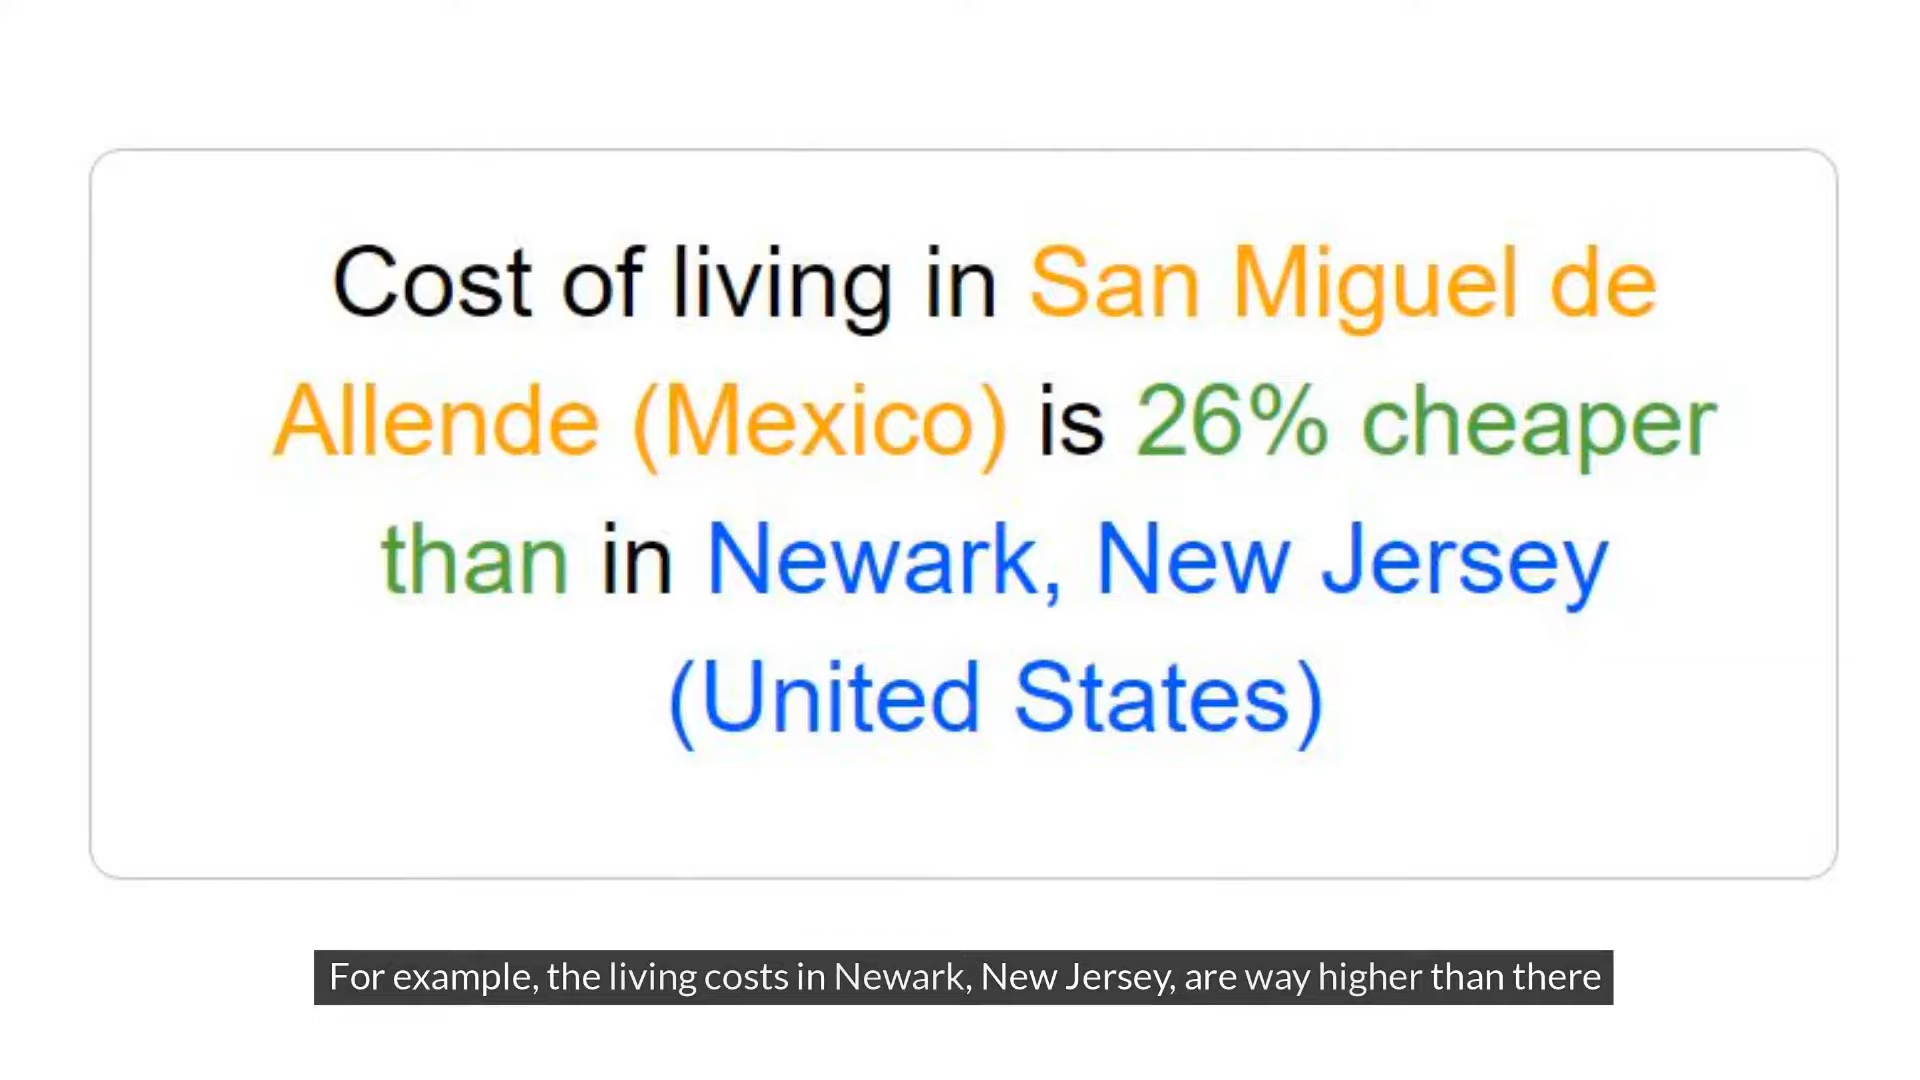 Cost of living in San Miguel de
Allende (Mexico) is 26% cheaper
than in Newark, New Jersey
(United States)
For example, the living costs in Newark, New Jersey, are way higher than there